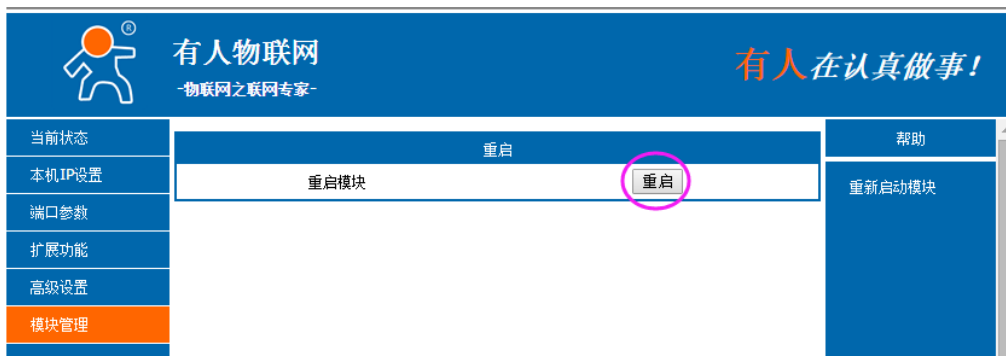 ®
有人物联网
-物联网之联网专家-
有人在认真做事!
当前状态
本机IP设置
端口参数
扩展功能
高级设置
模块管理
重启
重启模块
重启
帮助
重新启动模块